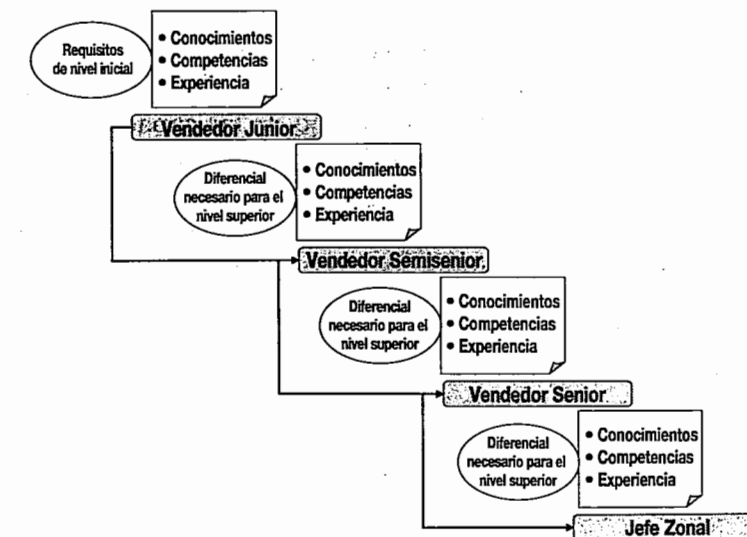 Requisitos
de nivel inicial
• Conocimientos
• Competencias
• Experiencia
Vendedor Junior
Diferencial
necesario para el
nivel superior
• Conocimientos
• Competencias
• Experiencia
Vendedor Semisenior
Diferencial
necesario para el
nivel superior
• Conocimientos
• Competencias
• Experiencia
Vendedor Senior
Diferencial
necesario para el
nivel superior
• Conocimientos
• Competencias
• Experiencia
Jefe Zonal